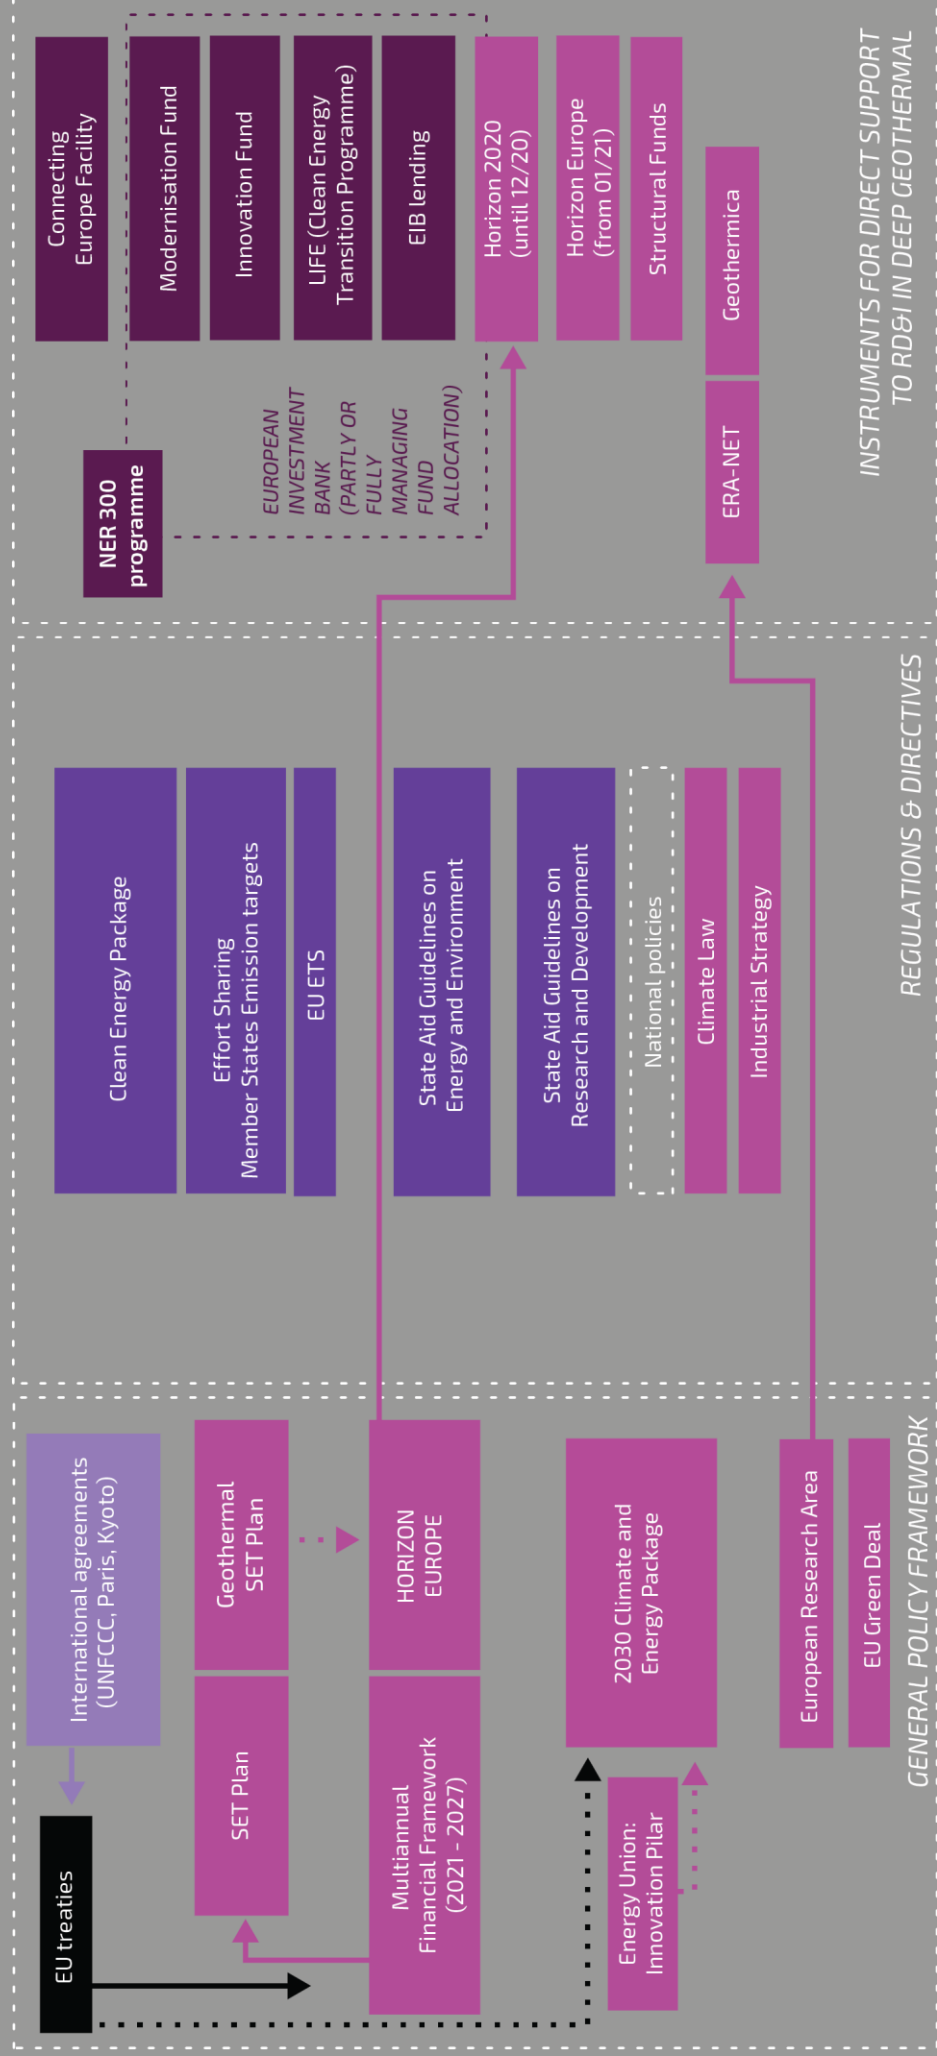 EU treaties
International agreements
(UNFCCC, Paris, Kyoto)
SET Plan
Geothermal
SET Plan
Multiannual
Financial Framework
(2021 - 2027)
HORIZON
EUROPE
Energy Union:
Innovation Pilar
2030 Climate and
Energy Package
European Research Area
EU Green Deal
GENERAL POLICY FRAMEWORK
Clean Energy Package
Effort Sharing
Member States Emission targets
EU ETS
State Aid Guidelines on
Energy and Environment
State Aid Guidelines on
Research and Development
National policies
Climate Law
Industrial Strategy
REGULATIONS & DIRECTIVES
NER 300
programme
Connecting
Europe Facility
Modernisation Fund
Innovation Fund
LIFE (Clean Energy
Transition Programme)
EIB lending
EUROPEAN
INVESTMENT
BANK
(PARTLY OR
FULLY
MANAGING
FUND
ALLOCATION)
Horizon 2020
(until 12/20)
Horizon Europe
(from 01/21)
Structural Funds
ERA-NET
Geothermica
INSTRUMENTS FOR DIRECT SUPPORT
TO RD&I IN DEEP GEOTHERMAL